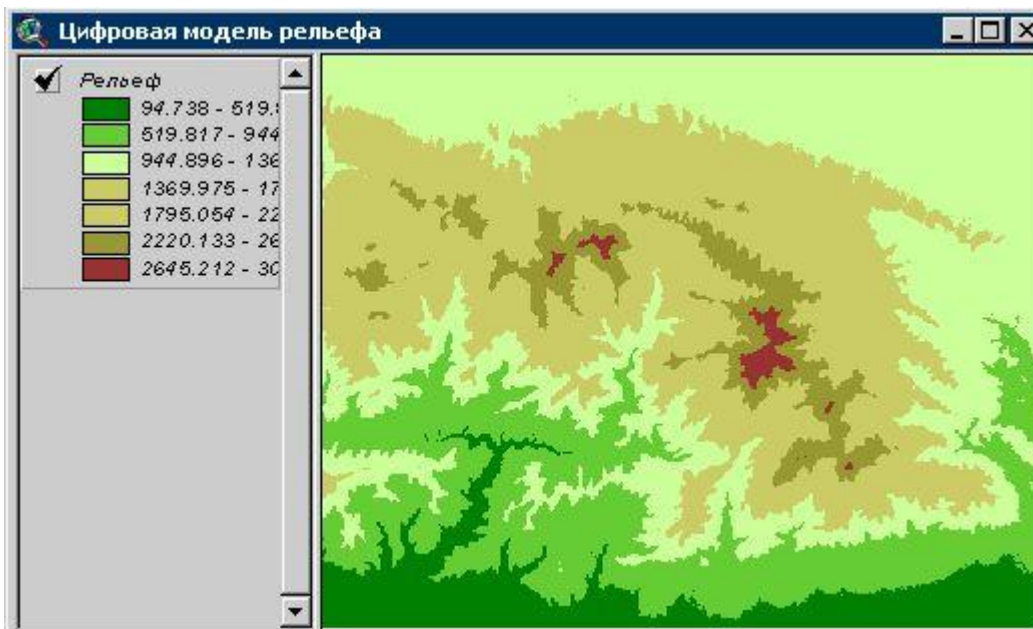 Цифровая модель рельефа
Рельеф
94.738 - 519.8
519.817 - 944
944.896 - 136
1369.975 - 17
1795.054 - 22
2220.133 - 26
2645.212 - 30